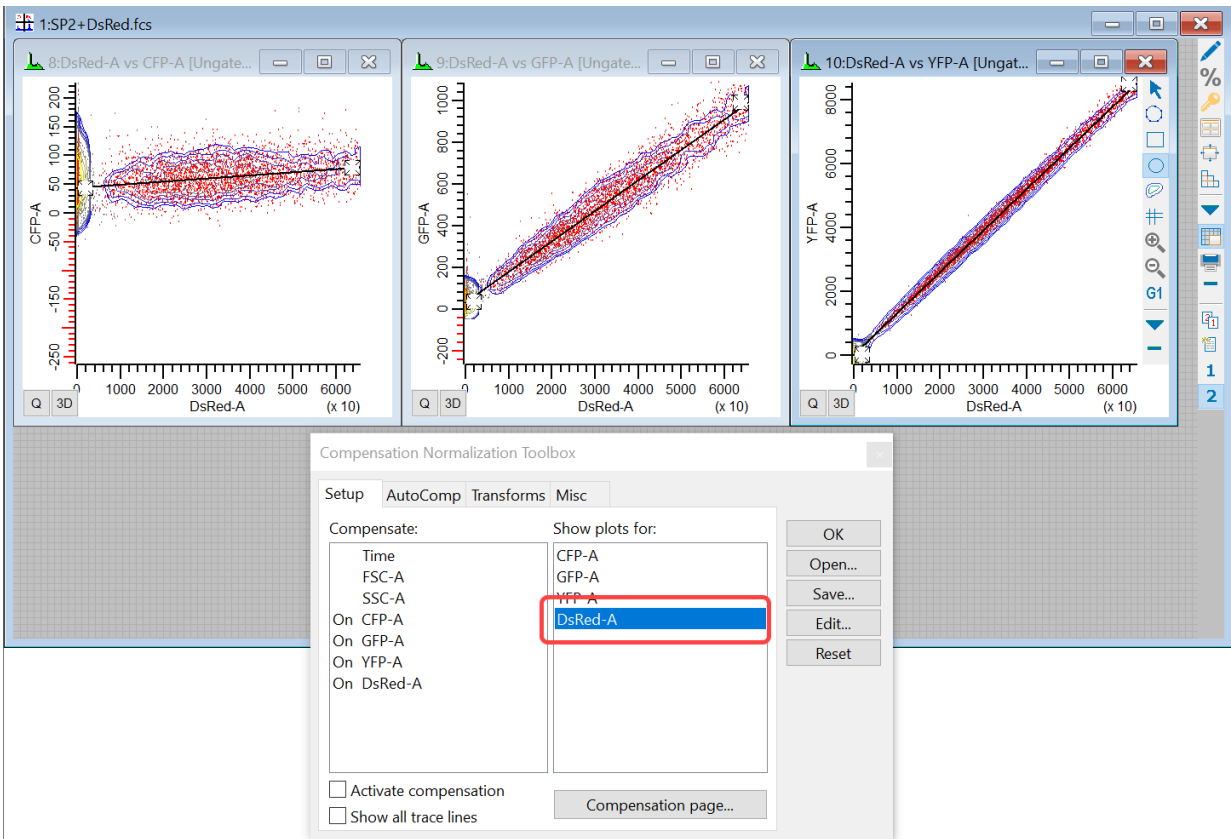 1:SP2+DsRed.fcs
8:DsRed-A vs CFP-A [Ungate...
200
150
100
50
0
-50
-150
-250
CFP-A
0 1000 2000 3000 4000 5000 6000
DsRed-A
(x 10)
Q
3D
9:DsRed-A vs GFP-A [Ungate...
1000
800
600
400
200
0
-200
GFP-A
0 1000 2000 3000 4000 5000 6000
DsRed-A
(x 10)
Q
3D
10:DsRed-A vs YFP-A [Ungat...
8000
6000
4000
2000
0
YFP-A
0 1000 2000 3000 4000 5000 6000
DsRed-A
(x 10)
Q
3D
G1
%
1
2
Compensation Normalization Toolbox
Setup
AutoComp
Transforms
Misc
Compensate:
Time
FSC-A
SSC-A
On CFP-A
On GFP-A
On YFP-A
On DsRed-A
Show plots for:
CFP-A
GFP-A
YFP-A
DsRed-A
OK
Open...
Save...
Edit...
Reset
Activate compensation
Show all trace lines
Compensation page...